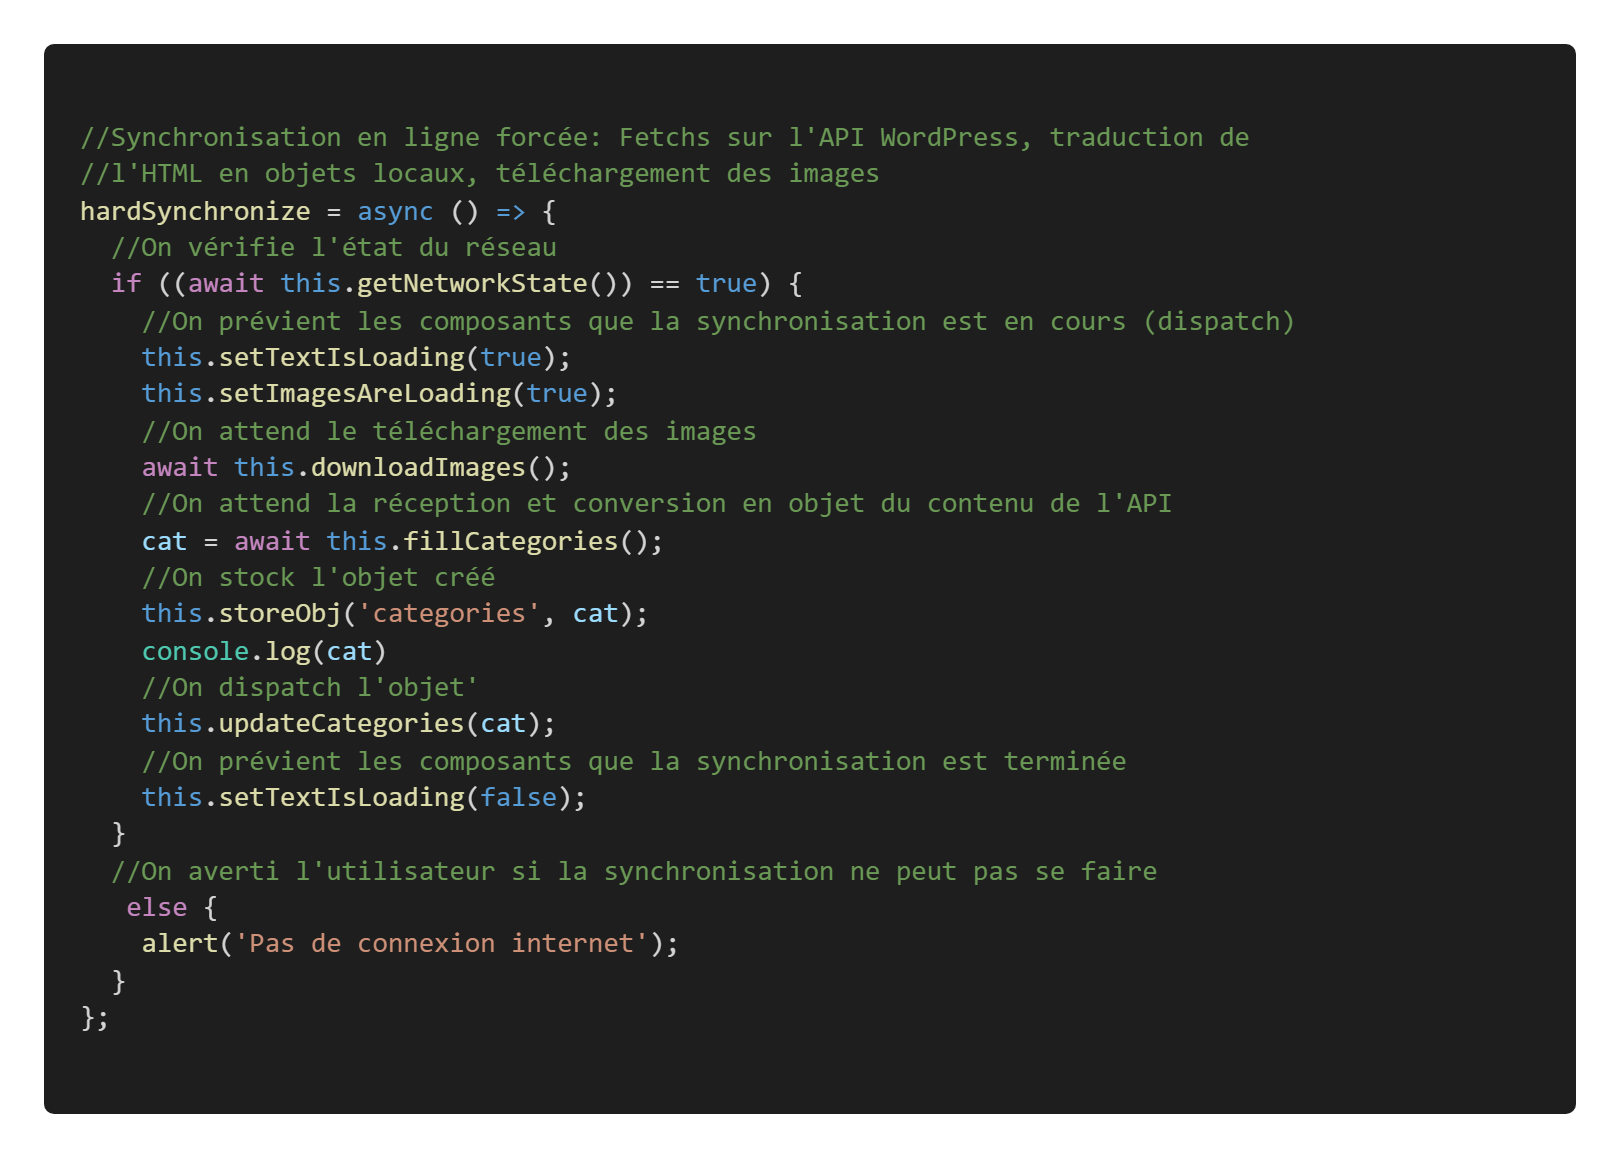 //Synchronisation en ligne forcée: Fetchs sur l'API WordPress, traduction de
//l'HTML en objets locaux, téléchargement des images
hardSynchronize = async () => {
  //On vérifie l'état du réseau
  if ((await this.getNetworkState()) == true) {
    //On prévient les composants que la synchronisation est en cours (dispatch)
    this.setTextIsLoading(true);
    this.setImagesAreLoading(true);
    //On attend le téléchargement des images
    await this.downloadImages();
    //On attend la réception et conversion en objet du contenu de l'API
    cat = await this.fillCategories();
    //On stock l'objet créé
    this.storeObj('categories', cat);
    console.log(cat)
    //On dispatch l'objet'
    this.updateCategories(cat);
    //On prévient les composants que la synchronisation est terminée
    this.setTextIsLoading(false);
  }
  //On averti l'utilisateur si la synchronisation ne peut pas se faire
   else {
    alert('Pas de connexion internet');
  }
};